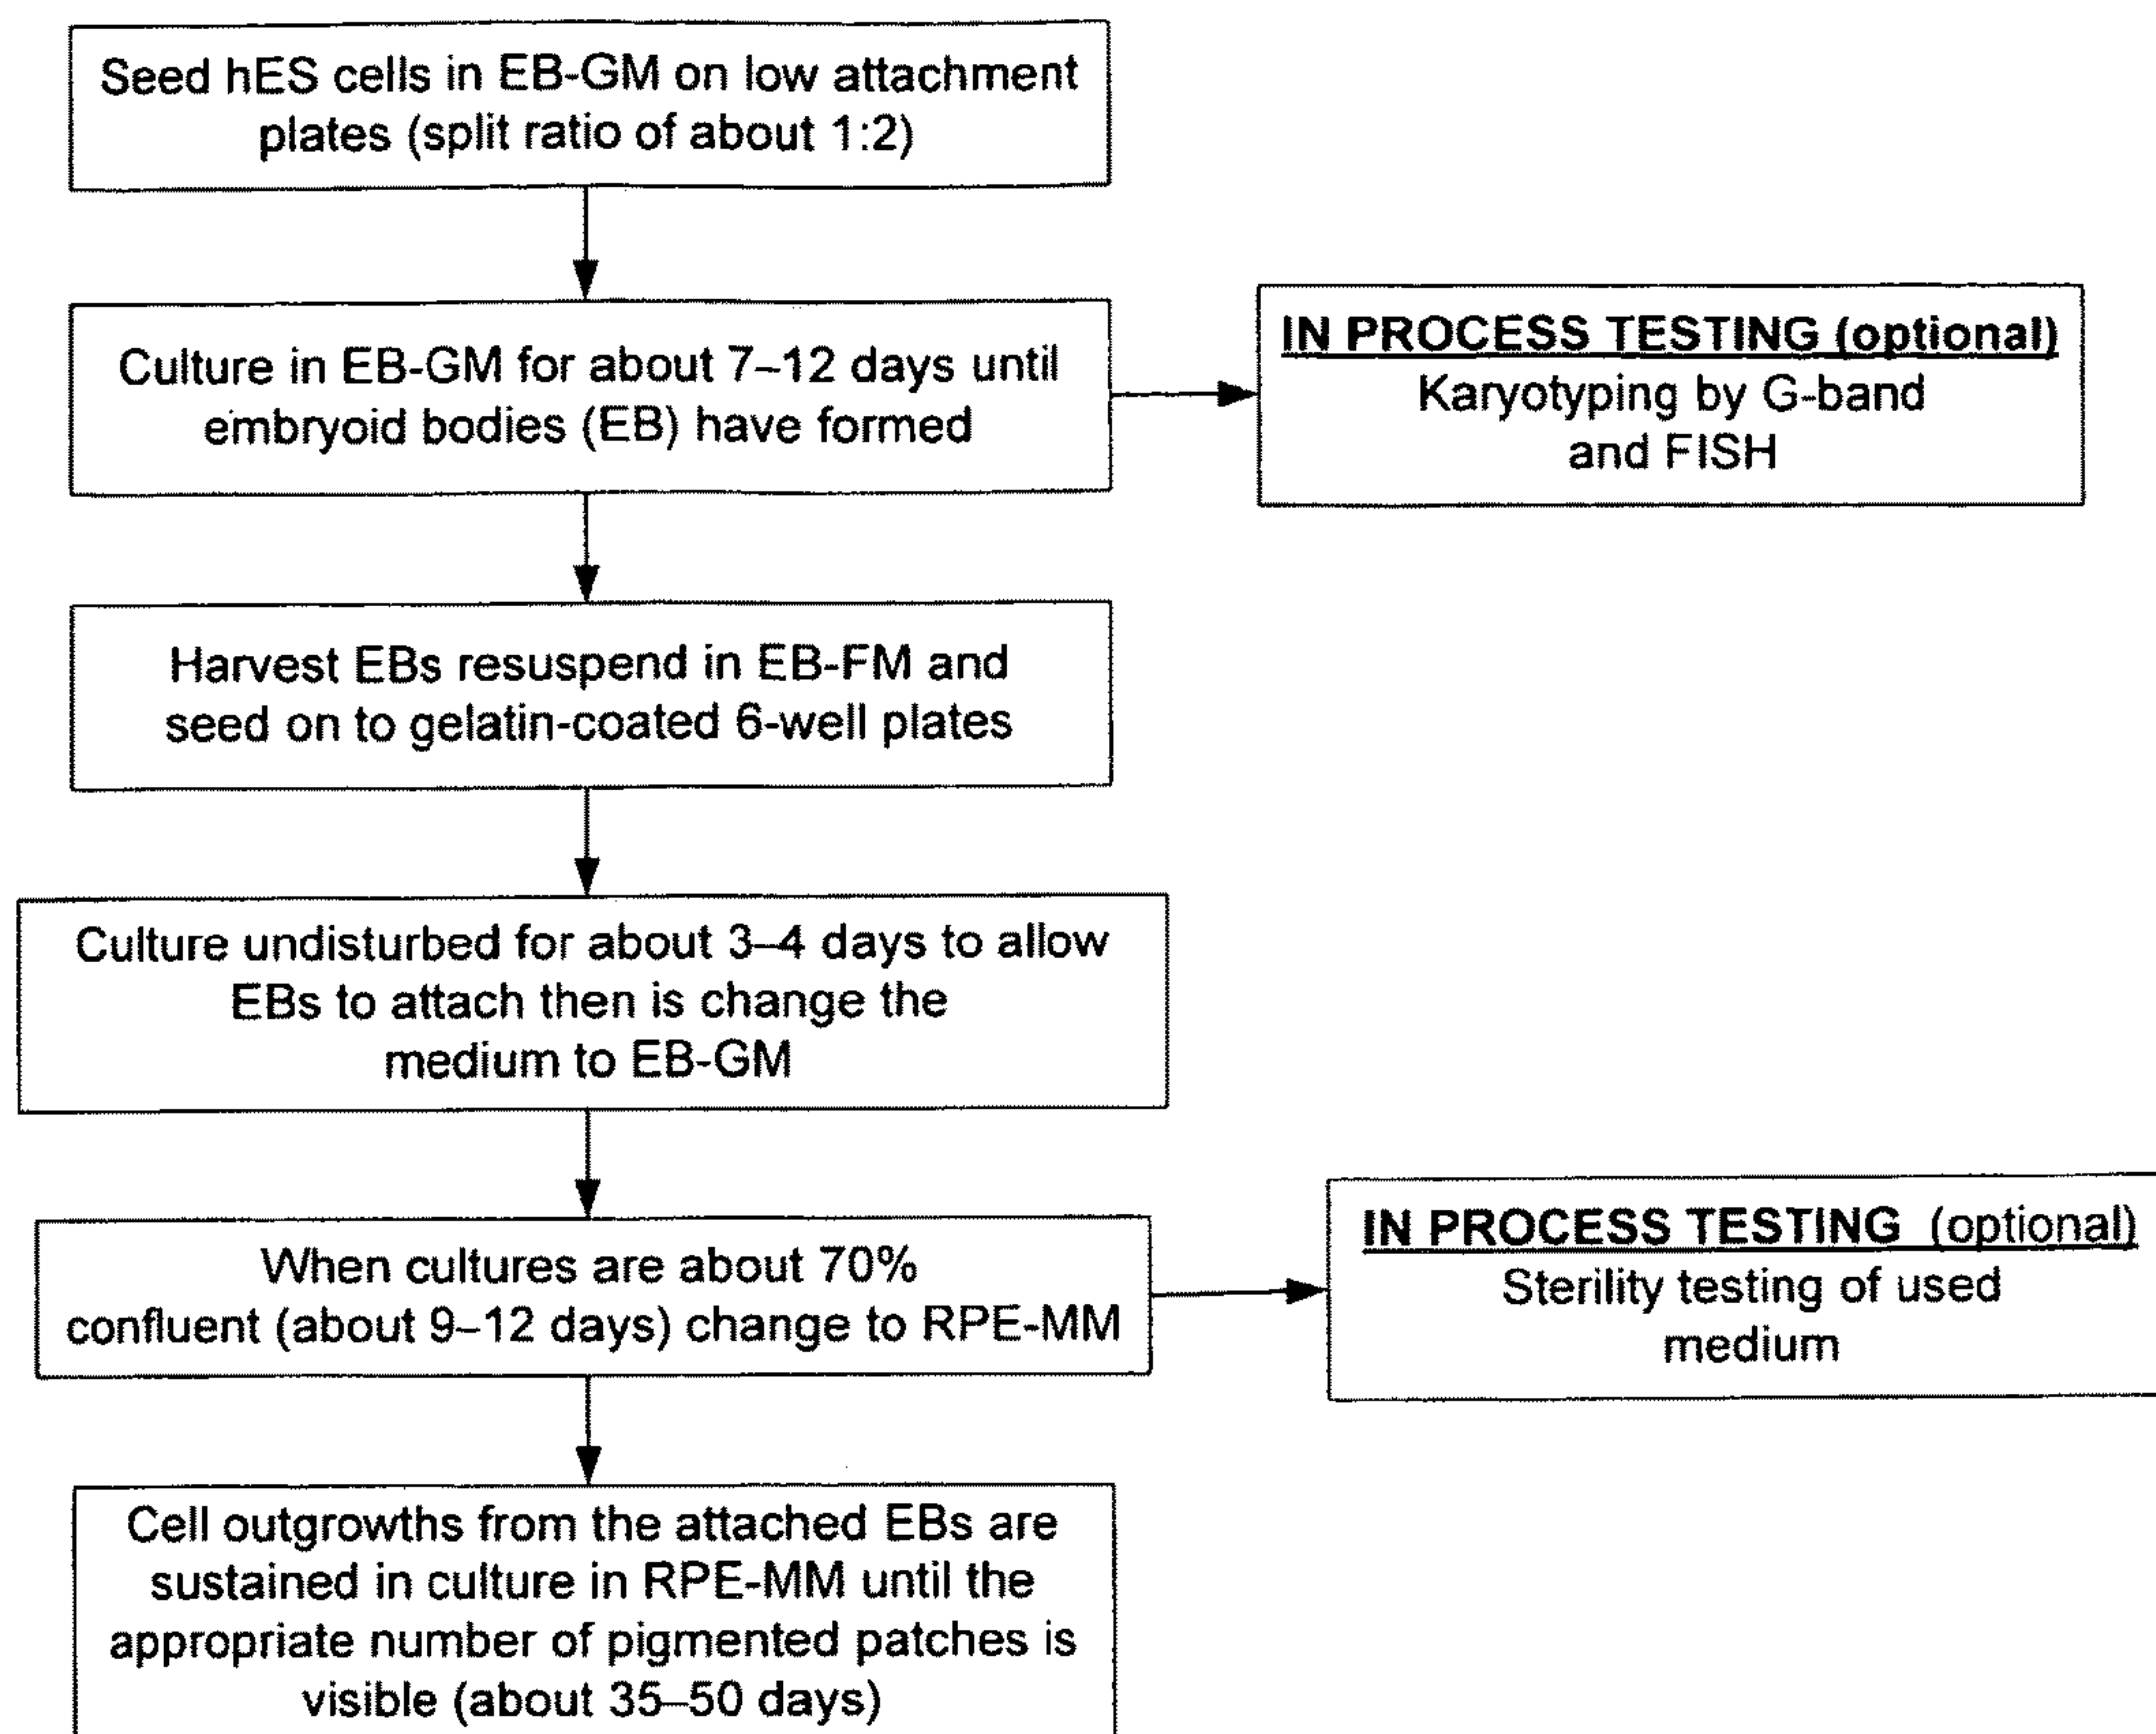 Seed hES cells in EB-GM on low attachment
plates (split ratio of about 1:2)
Culture in EB-GM for about 7–12 days until
embryoid bodies (EB) have formed
IN PROCESS TESTING (optional)
Karyotyping by G-band
and FISH
Harvest EBs resuspend in EB-FM and
seed on to gelatin-coated 6-well plates
Culture undisturbed for about 3–4 days to allow
EBs to attach then is change the
medium to EB-GM
When cultures are about 70%
confluent (about 9–12 days) change to RPE-MM
IN PROCESS TESTING (optional)
Sterility testing of used
medium
Cell outgrowths from the attached EBs are
sustained in culture in RPE-MM until the
appropriate number of pigmented patches is
visible (about 35–50 days)